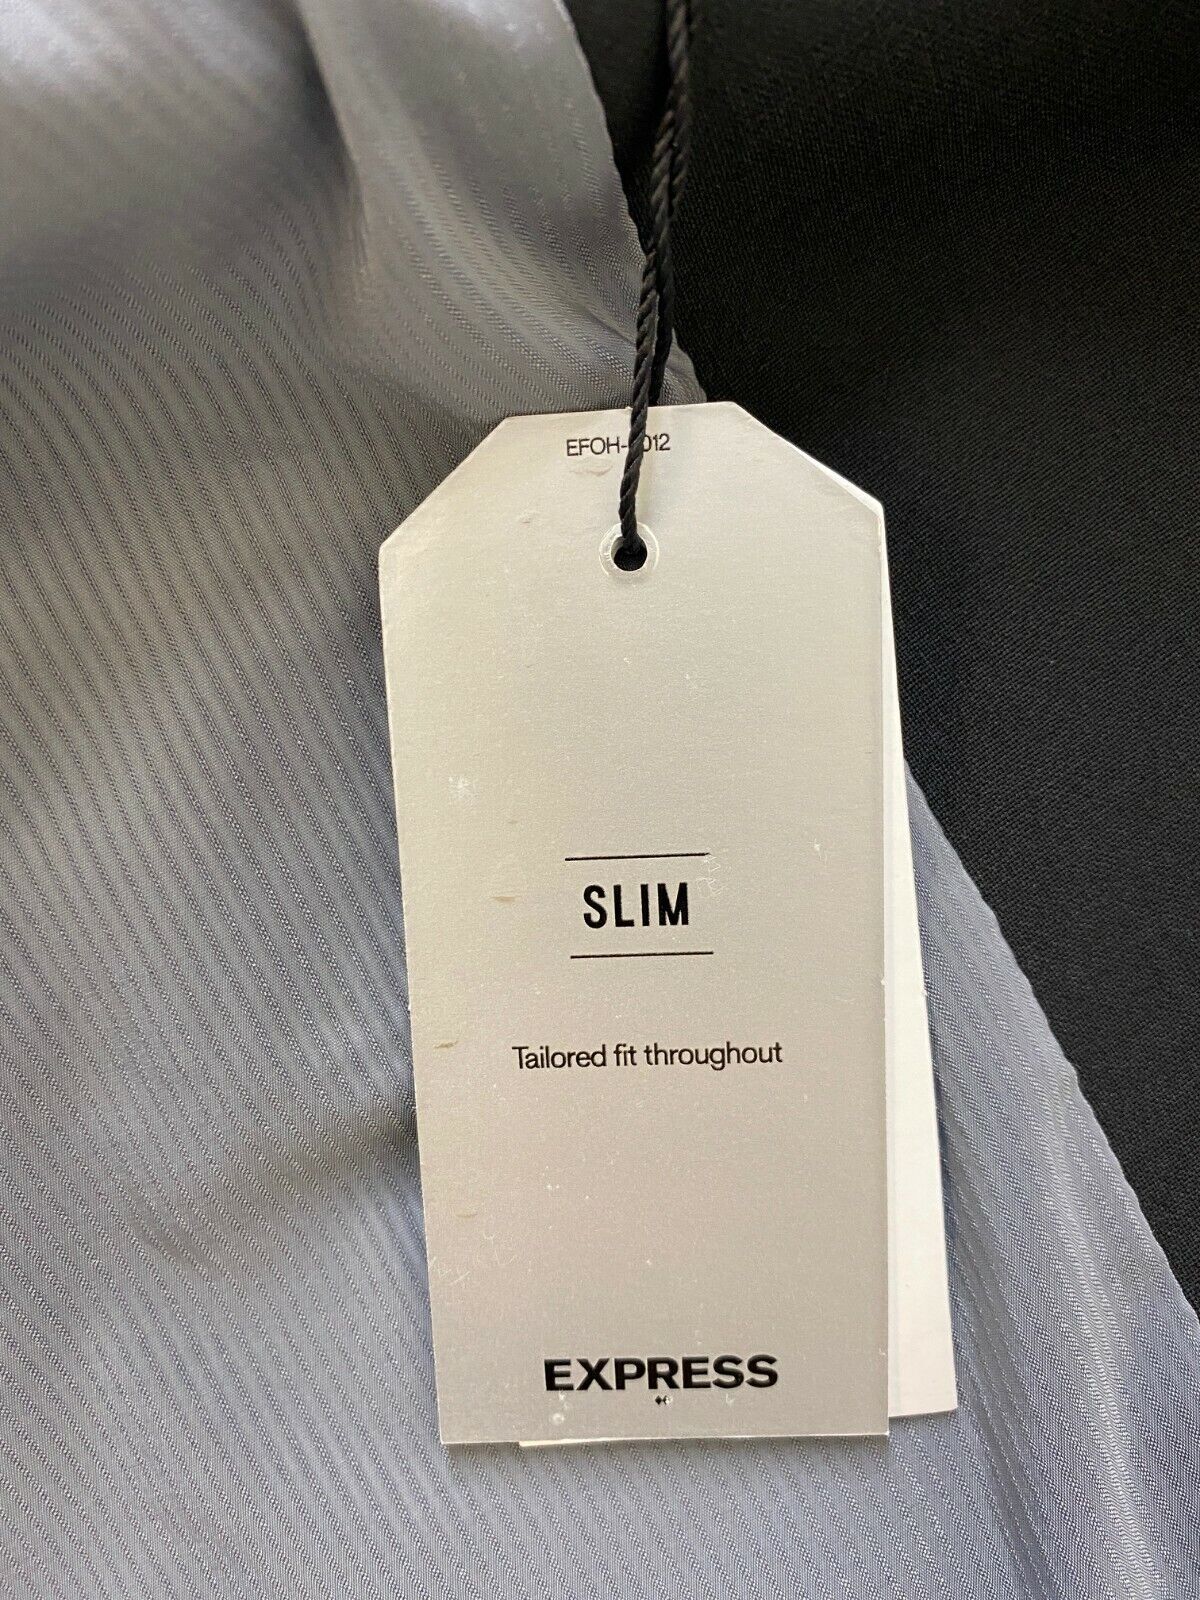 SLIM
Tailored fit throughout
EXPRESS